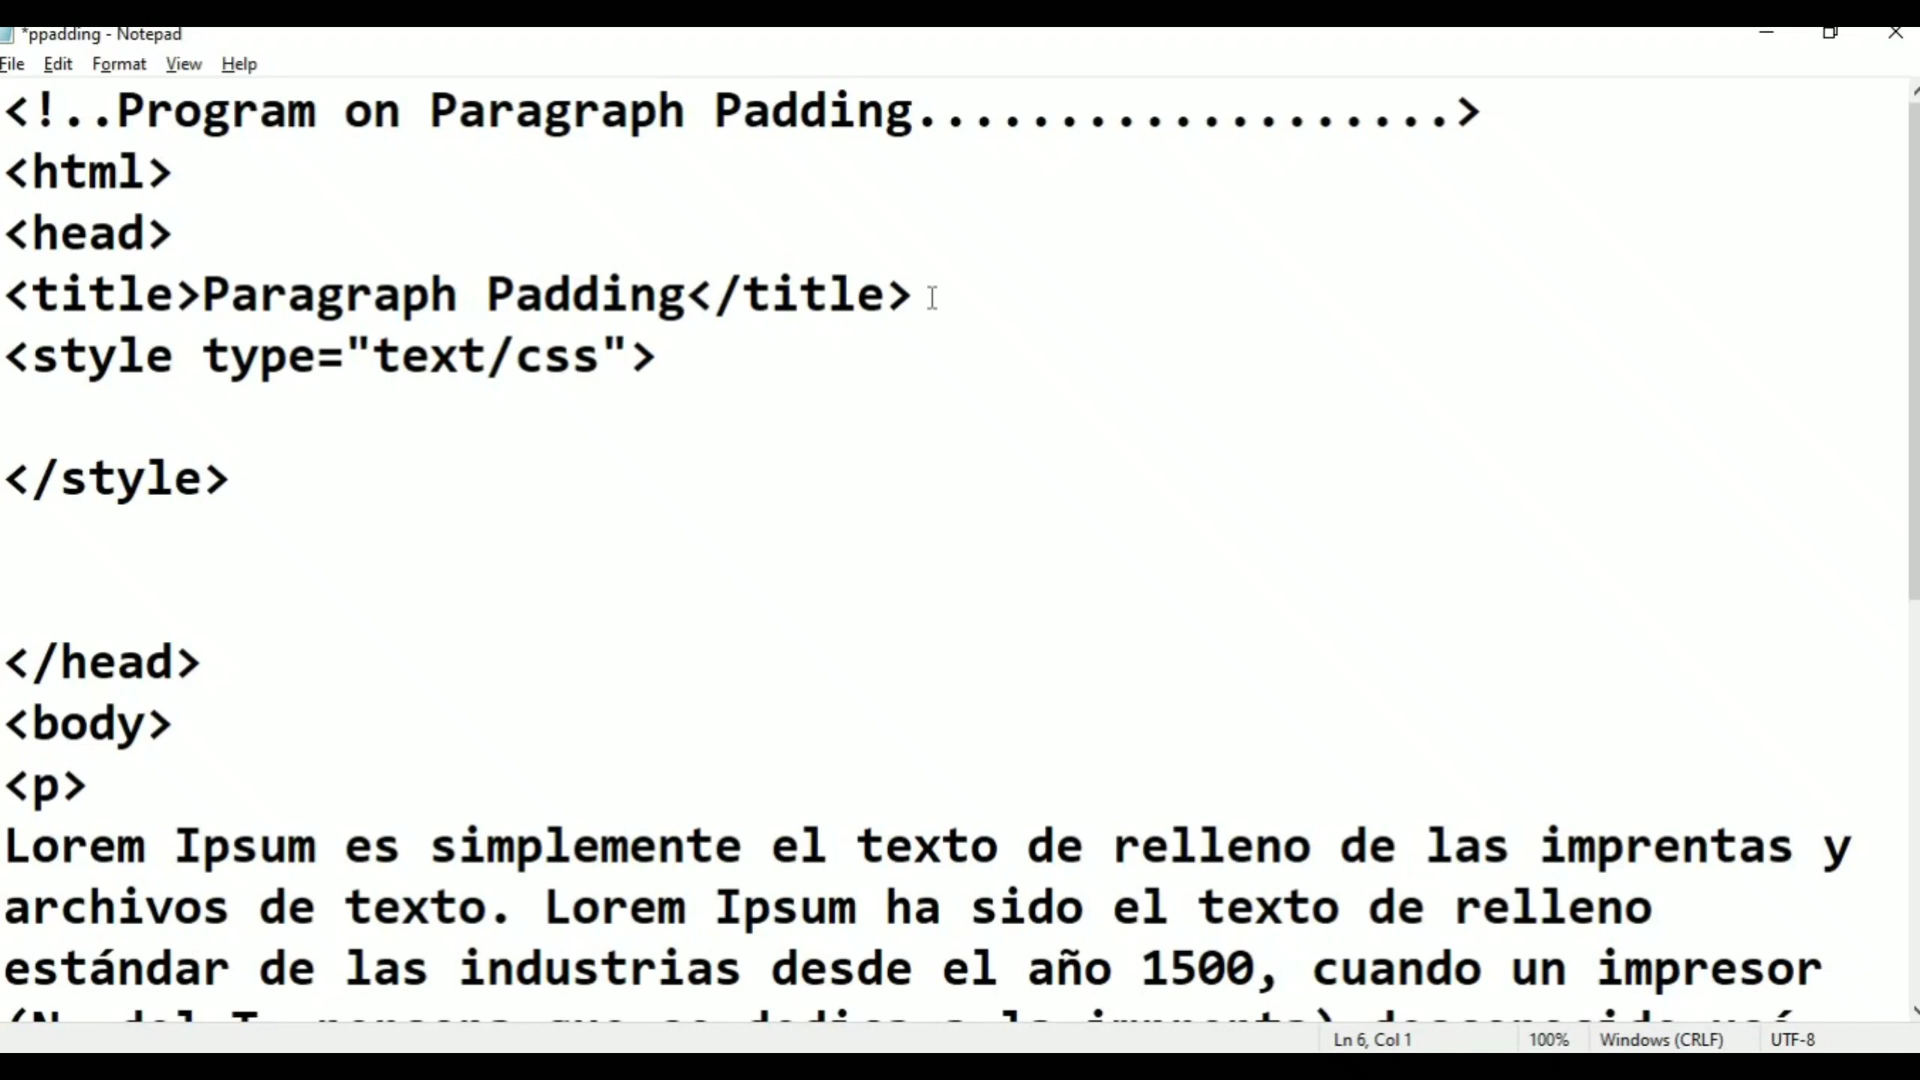 *ppadding - Notepad
File Edit Format View Help
<!..Program on Paragraph Padding...................>
<html>
<head>
<title>Paragraph Padding</title>
<style type="text/css">
</style>
</head>
<body>
<p>
Lorem Ipsum es simplemente el texto de relleno de las imprentas y
archivos de texto. Lorem Ipsum ha sido el texto de relleno
estándar de las industrias desde el año 1500, cuando un impresor
Ln 6, Col 1 100% Windows (CRLF) UTF-8